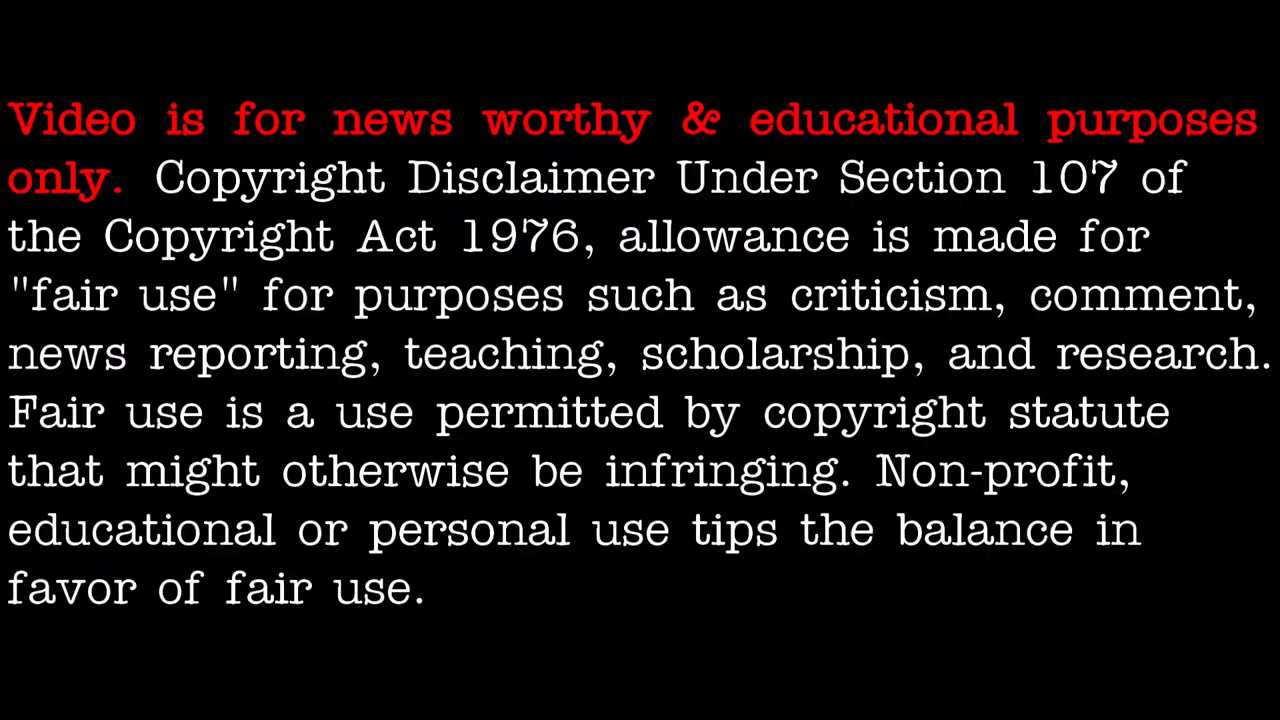 Video is for news worthy & educational purposes
only. Copyright Disclaimer Under Section 107 of
the Copyright Act 1976, allowance is made for
"fair use" for purposes such as criticism, comment,
news reporting, teaching, scholarship, and research.
Fair use is a use permitted by copyright statute
that might otherwise be infringing. Non-profit,
educational or personal use tips the balance in
favor of fair use.